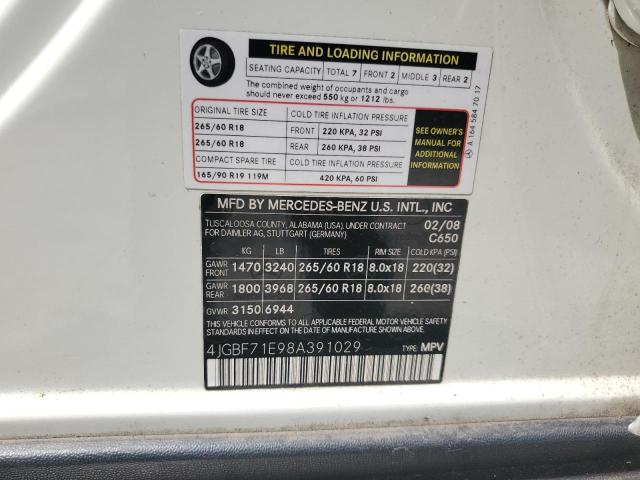 TIRE AND LOADING INFORMATION
SEATING CAPACITY TOTAL 7 FRONT 2 MIDDLE 3 REAR 2
The combined weight of occupants and cargo
should never exceed 550 kg or 1212 lbs.
ORIGINAL TIRE SIZE COLD TIRE INFLATION PRESSURE
265/60 R18 FRONT 220 KPA, 32 PSI
265/60 R18 REAR 260 KPA, 38 PSI
COMPACT SPARE TIRE COLD TIRE INFLATION PRESSURE
165/90 R19 119M 420 KPA, 60 PSI
SEE OWNER'S
MANUAL FOR
ADDITIONAL
INFORMATION
A 164 584 70 17
MFD BY MERCEDES-BENZ U.S. INTL., INC
TUSCALOOSA COUNTY, ALABAMA (USA), UNDER CONTRACT 02/08
FOR DAIMLER AG, STUTTGART (GERMANY) C650
KG LB TIRES RIM SIZE COLD KPA (PSI)
GAWR FRONT 1470 3240 265/60 R18 8.0x18 220(32)
GAWR REAR 1800 3968 265/60 R18 8.0x18 260(38)
GVWR 3150 6944
THIS VEHICLE CONFORMS TO ALL APPLICABLE FEDERAL MOTOR VEHICLE
SAFETY STANDARDS IN EFFECT ON THE DATE OF MANUFACTURE SHOWN ABOVE.
4JGBF71E98A391029 TYPE: MPV